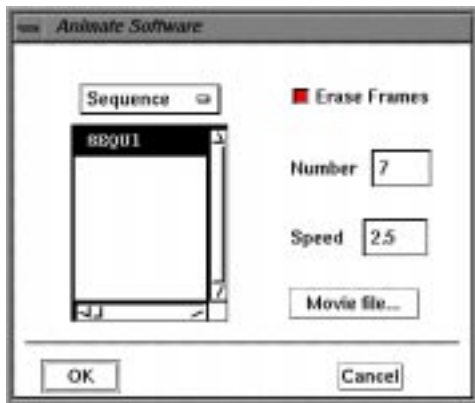 Animate Software
Sequence
Erase Frames
SEQU1
Number 7
Speed 2.5
Movie file...
OK
Cancel